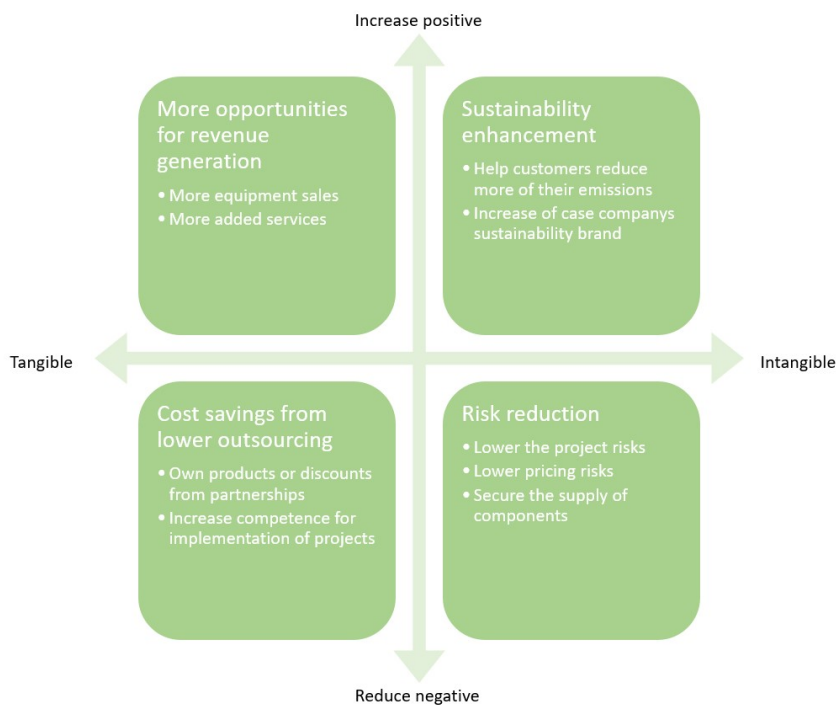 Increase positive
More opportunities
for revenue
generation
• More equipment sales
• More added services
Sustainability
enhancement
• Help customers reduce
more of their emissions
• Increase of case companys
sustainability brand
Tangible
Intangible
Cost savings from
lower outsourcing
• Own products or discounts
from partnerships
• Increase competence for
implementation of projects
Risk reduction
• Lower the project risks
• Lower pricing risks
• Secure the supply of
components
Reduce negative